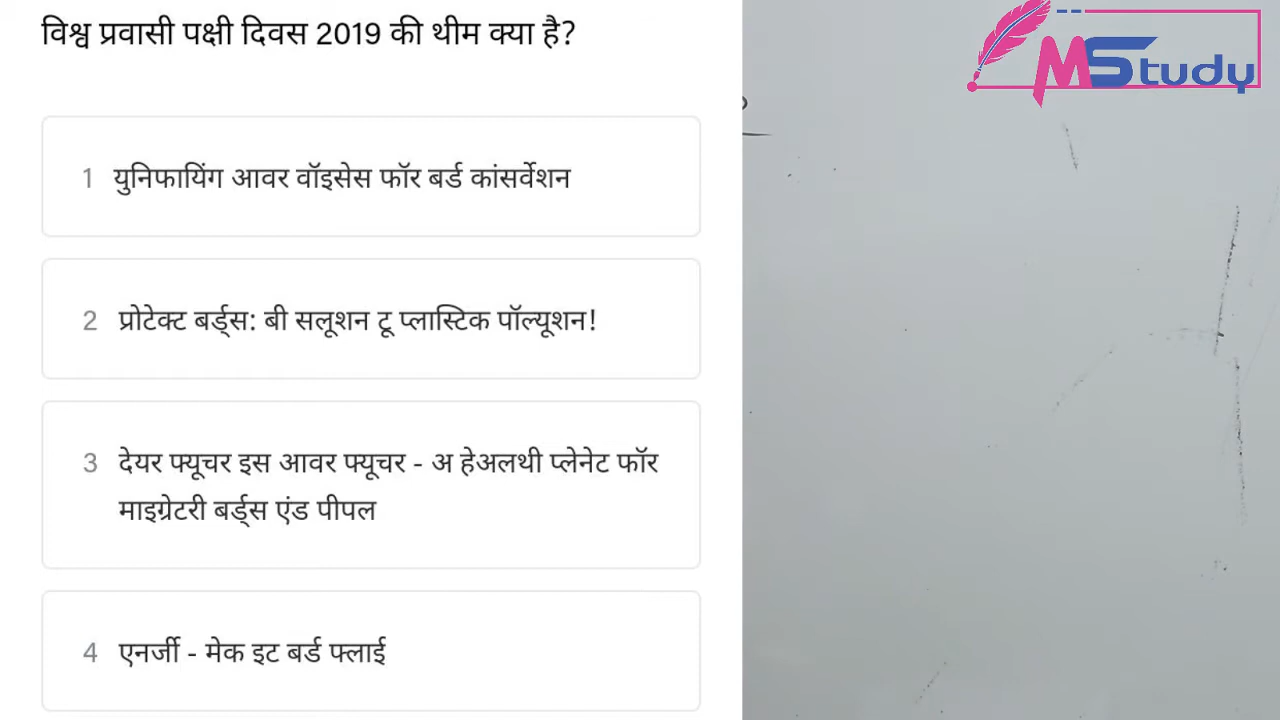 विश्व प्रवासी पक्षी दिवस 2019 की थीम क्या है?
MStudy
1 युनिफायिंग आवर वॉइसेस फॉर बर्ड कांसर्वेशन
2 प्रोटेक्ट बर्ड्स: बी सलूशन टू प्लास्टिक पॉल्यूशन!
3 देयर फ्यूचर इस आवर फ्यूचर - अ हेअलथी प्लेनेट फॉर
माइग्रेटरी बर्ड्स एंड पीपल
4 एनर्जी - मेक इट बर्ड फ्लाई